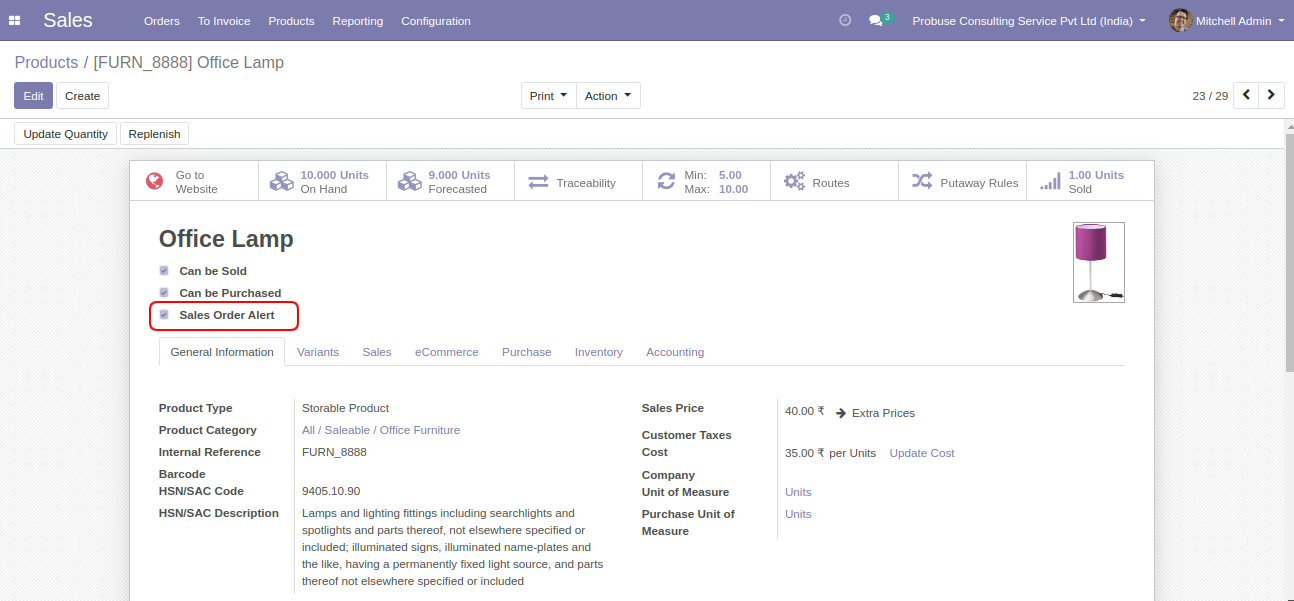 Sales Orders To Invoice Products Reporting Configuration 3 Probuse Consulting Service Pvt Ltd (India) Mitchell Admin
Products / [FURN_8888] Office Lamp
Edit Create Print Action 23 / 29
Update Quantity Replenish
Go to Website
10.000 Units On Hand
9.000 Units Forecasted
Traceability
Min: 5.00
Max: 10.00
Routes
Putaway Rules
1.00 Units Sold
Office Lamp
Can be Sold
Can be Purchased
Sales Order Alert
General Information Variants Sales eCommerce Purchase Inventory Accounting
Product Type Storable Product
Product Category All / Saleable / Office Furniture
Internal Reference FURN_8888
Barcode
HSN/SAC Code 9405.10.90
HSN/SAC Description Lamps and lighting fittings including searchlights and
spotlights and parts thereof, not elsewhere specified or
included; illuminated signs, illuminated name-plates and
the like, having a permanently fixed light source, and parts
thereof not elsewhere specified or included
Sales Price 40.00 ₹ Extra Prices
Customer Taxes
Cost 35.00 ₹ per Units Update Cost
Company
Unit of Measure Units
Purchase Unit of Units
Measure